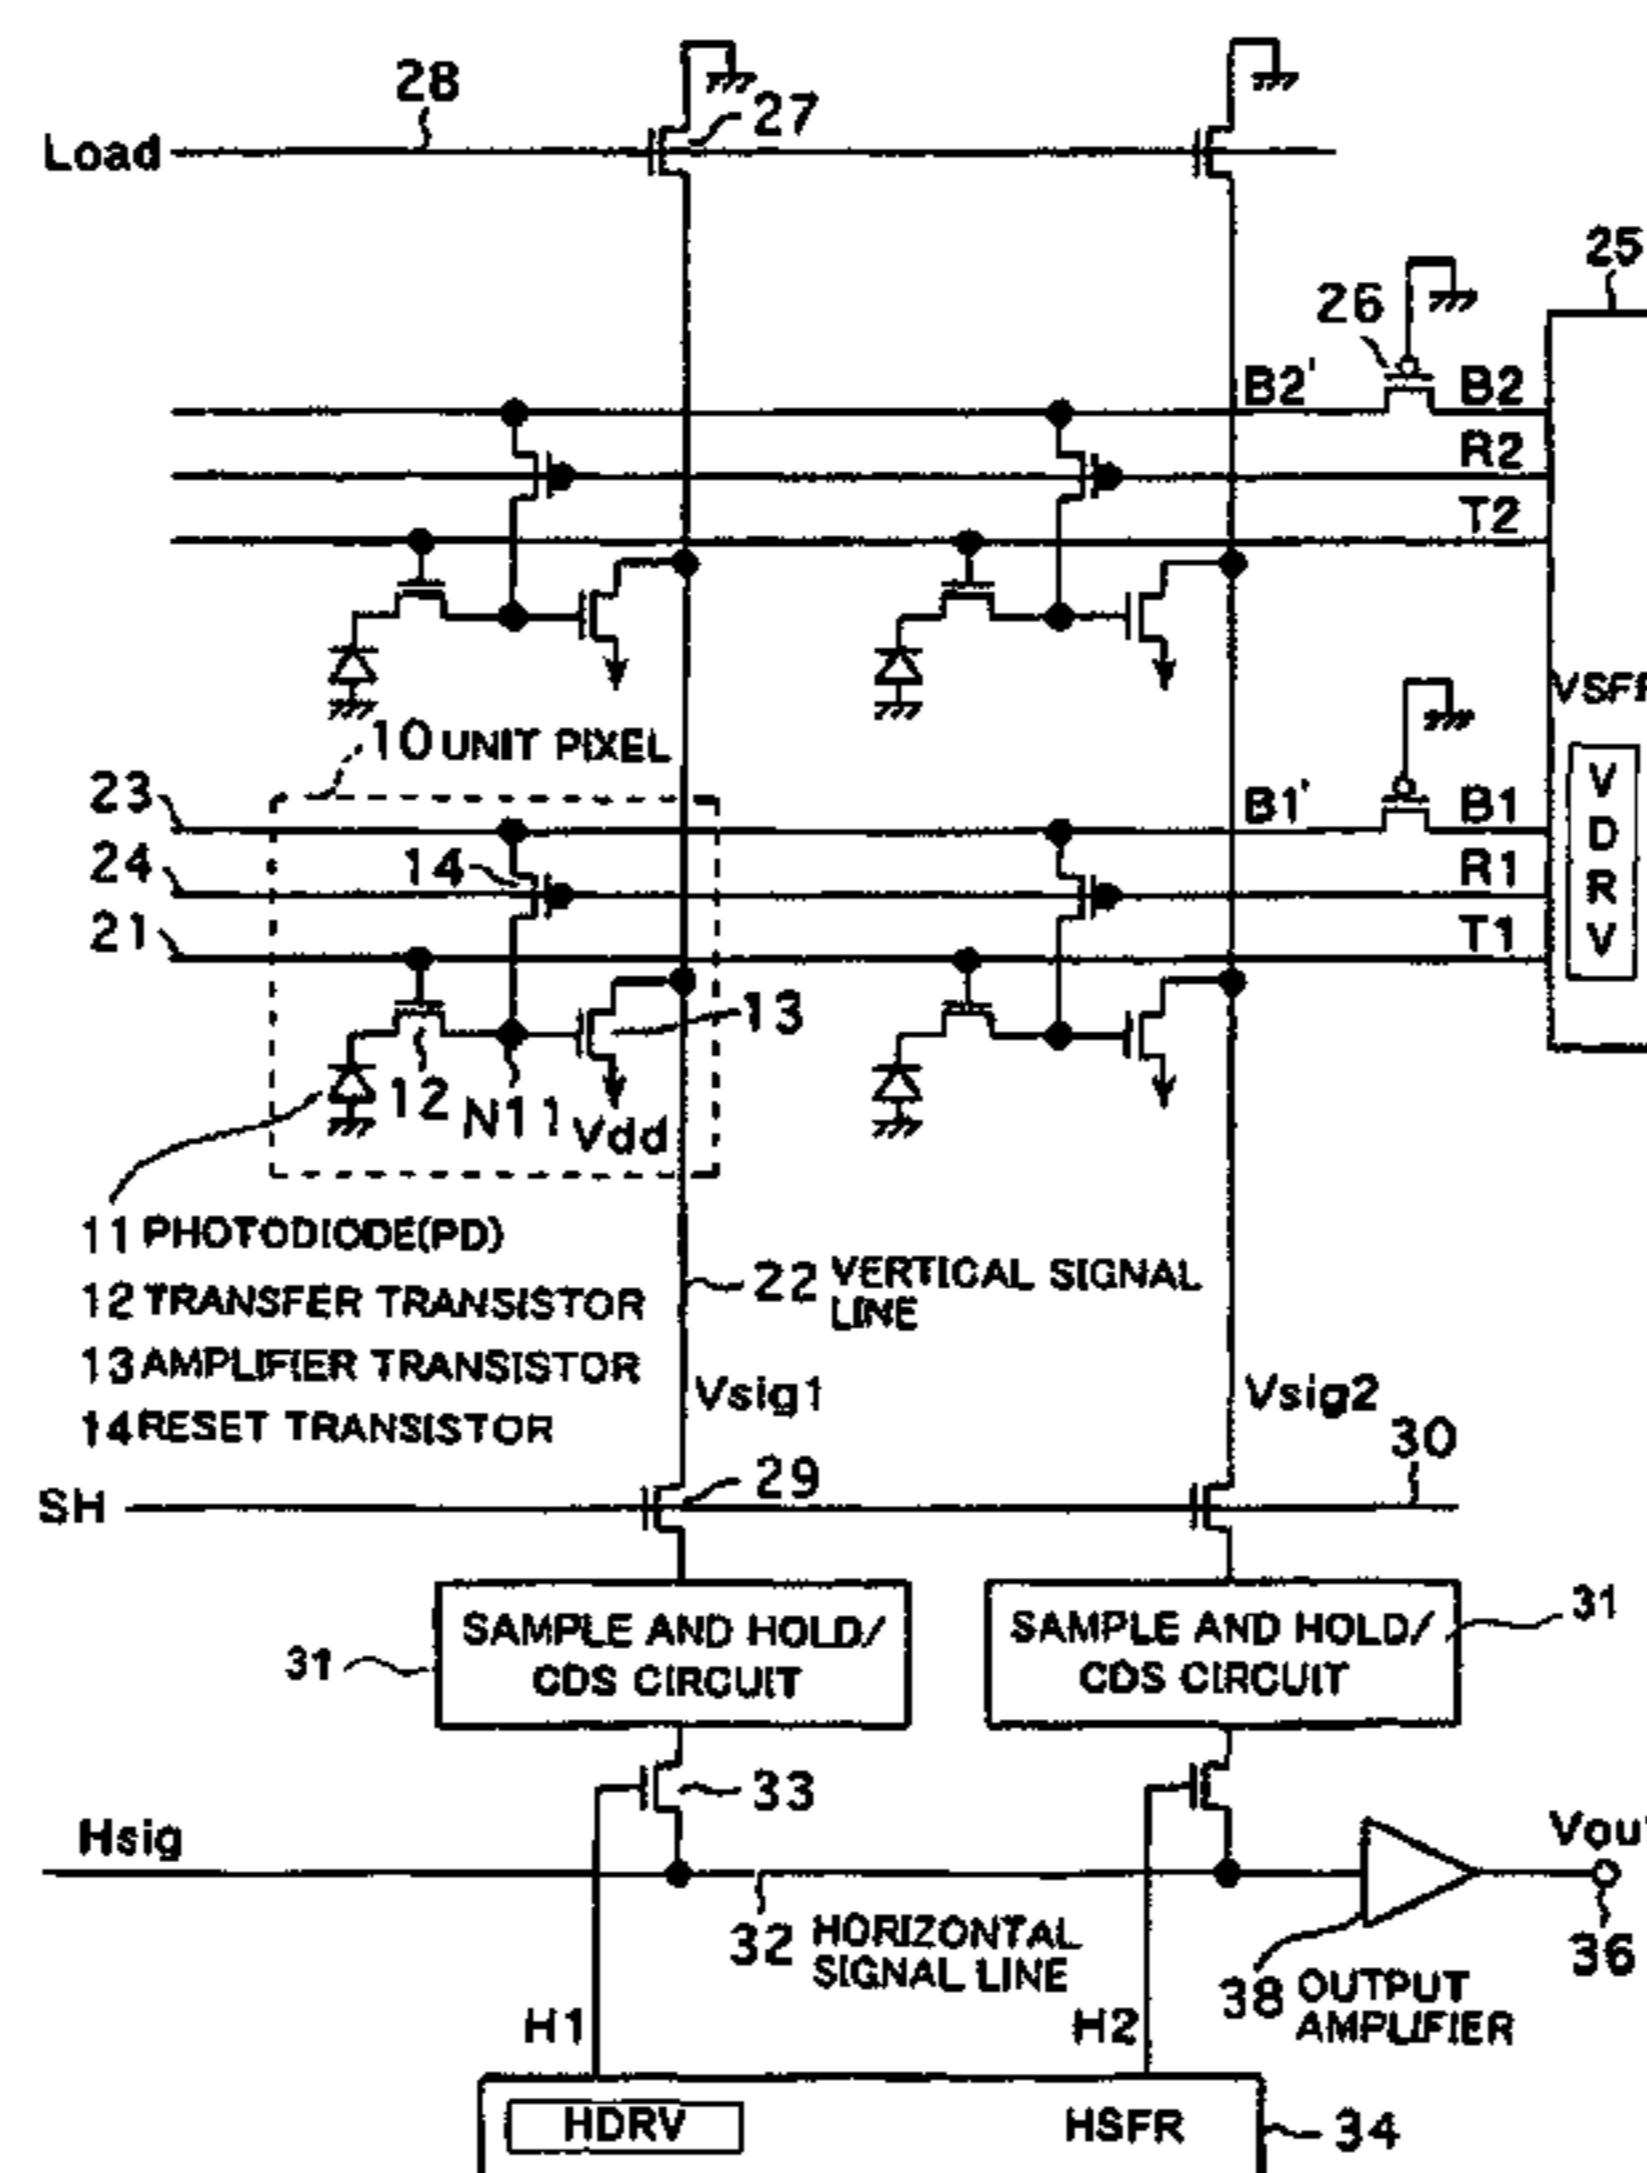 28
27
Load
25
26
B2'
B2
R2
T2
10 UNIT PIXEL
23
B1'
B1
V
D
R
V
24
14
R1
21
T1
13
12
N11
Vdd
11 PHOTODIODE(PD)
12 TRANSFER TRANSISTOR
13 AMPLIFIER TRANSISTOR
14 RESET TRANSISTOR
22 VERTICAL SIGNAL
LINE
Vsig1
Vsig2
30
29
SH
SAMPLE AND HOLD/
CDS CIRCUIT
31
SAMPLE AND HOLD/
CDS CIRCUIT
31
33
Hsig
32 HORIZONTAL
SIGNAL LINE
36
38 OUTPUT
AMPLIFIER
H1
H2
HDRV
HSFR
34